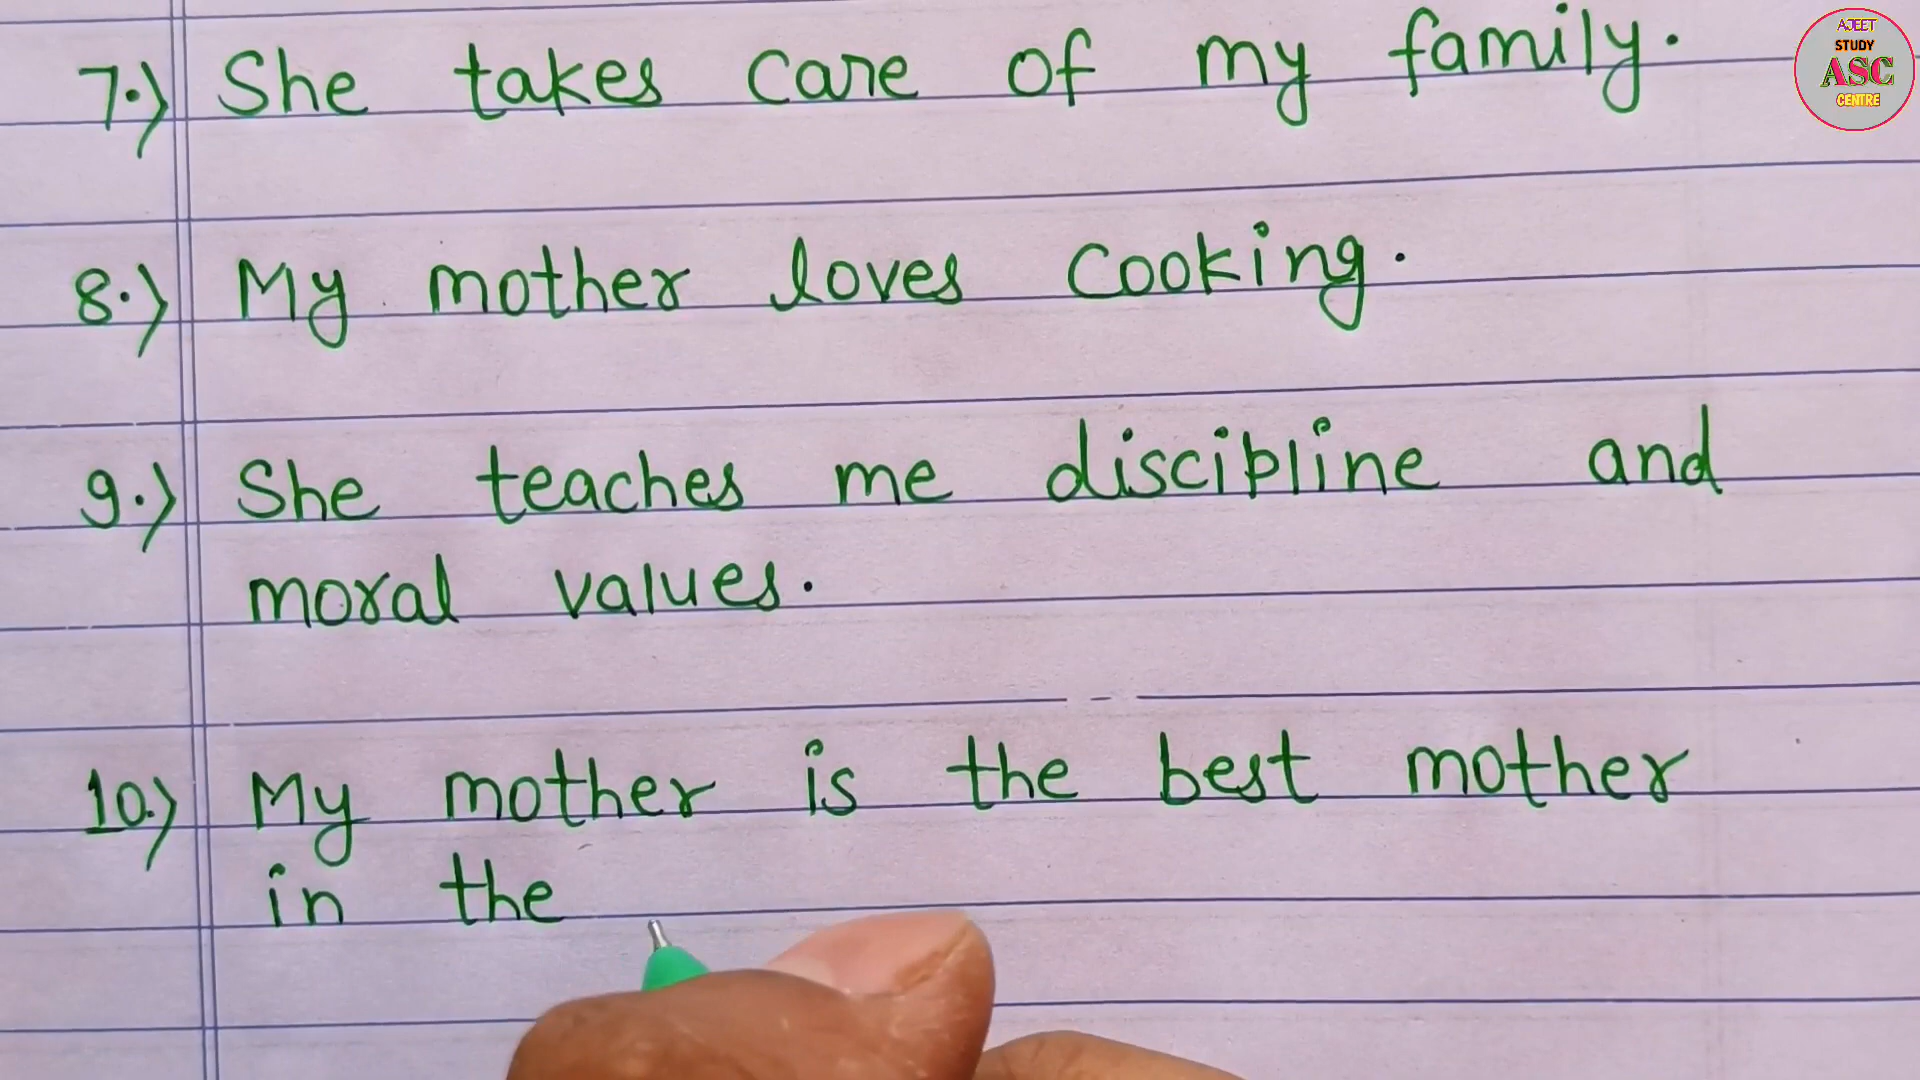 AJEET
STUDY
ASC
CENTRE
7.) She takes care of my family.
8.) My mother loves cooking.
9.) She teaches me discipline and
moral values.
10.) My mother is the best mother
in the